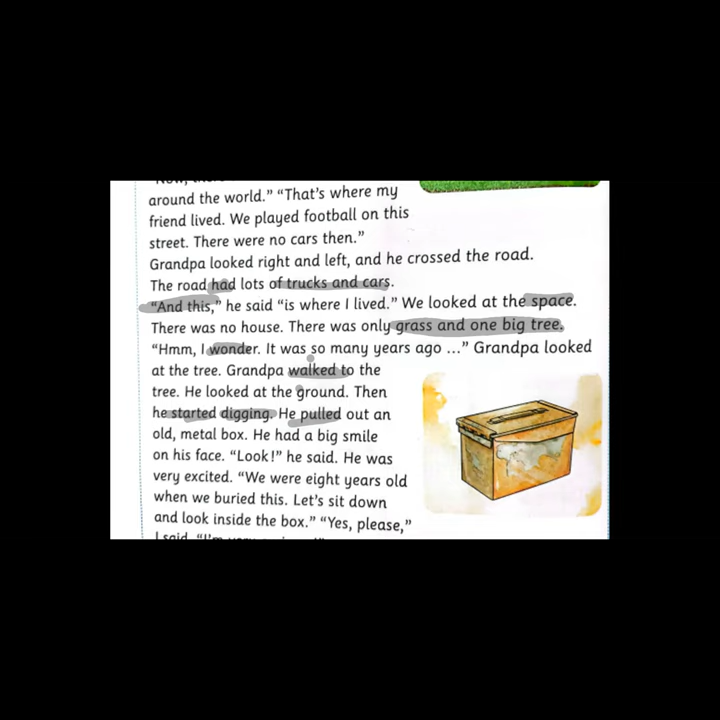 around the world." "That's where my
friend lived. We played football on this
street. There were no cars then."
Grandpa looked right and left, and he crossed the road.
The road had lots of trucks and cars.
"And this," he said "is where I lived." We looked at the space.
There was no house. There was only grass and one big tree.
"Hmm, I wonder. It was so many years ago ..." Grandpa looked
at the tree. Grandpa walked to the
tree. He looked at the ground. Then
he started digging. He pulled out an
old, metal box. He had a big smile
on his face. "Look!" he said. He was
very excited. "We were eight years old
when we buried this. Let's sit down
and look inside the box." "Yes, please,"
I said.